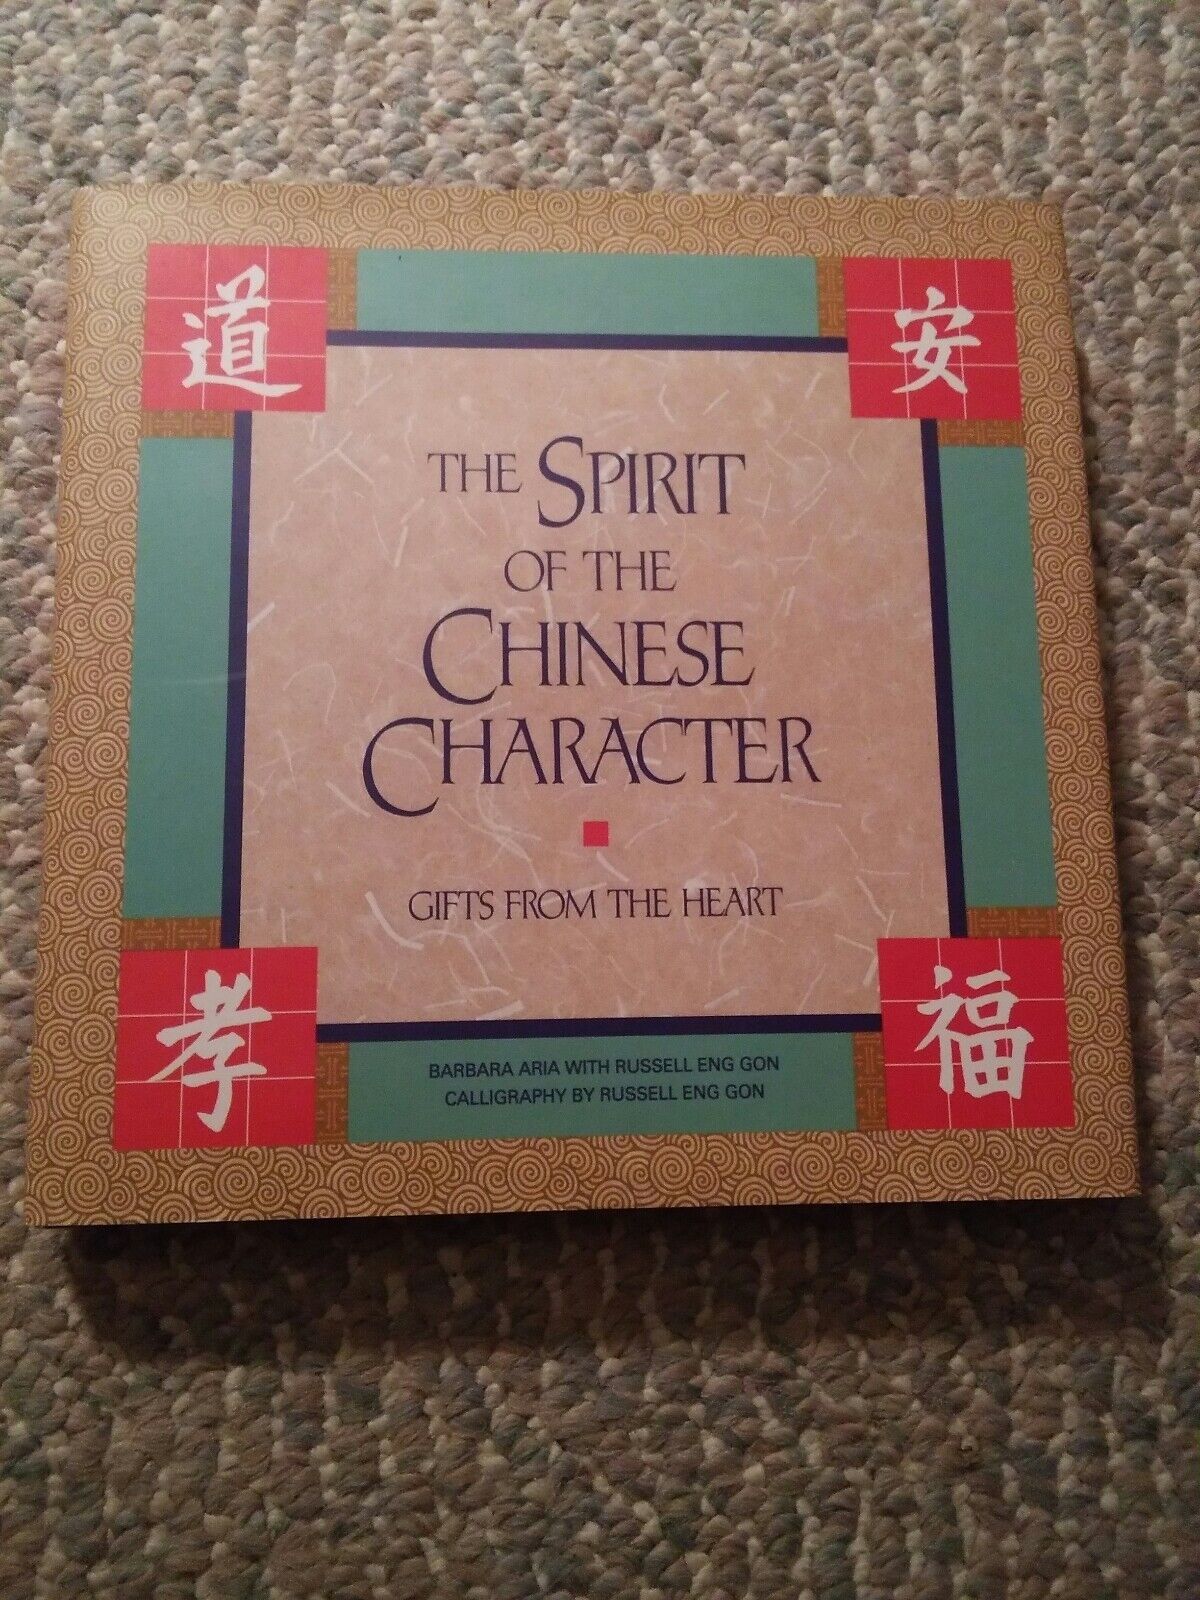 道
安
THE SPIRIT
OF THE
CHINESE
CHARACTER
GIFTS FROM THE HEART
孝
福
BARBARA ARIA WITH RUSSELL ENG GON
CALLIGRAPHY BY RUSSELL ENG GON